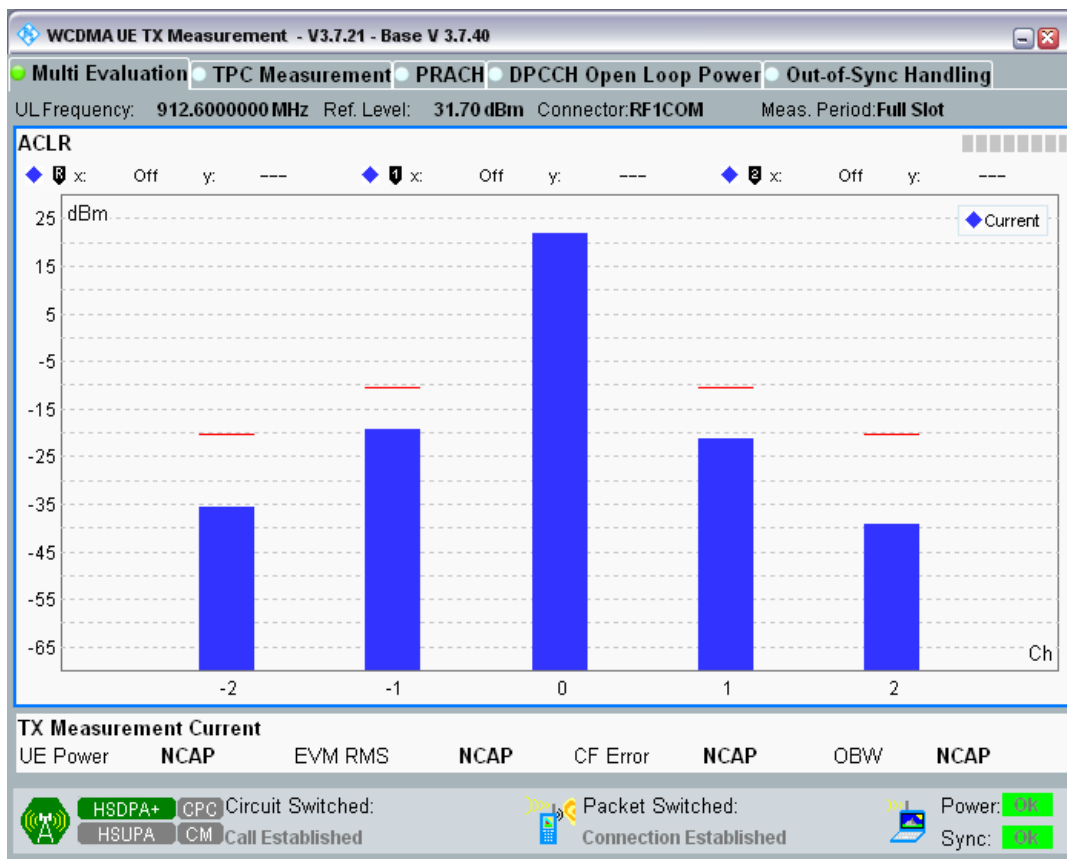 WCDMA UE TX Measurement - V3.7.21 - Base V 3.7.40
Multi Evaluation TPC Measurement PRACH DPCCH Open Loop Power Out-of-Sync Handling
UL Frequency: 912.6000000 MHz Ref. Level: 31.70 dBm Connector:RF1COM Meas. Period:Full Slot
ACLR
R x: Off y: --- 1 x: Off y: --- 2 x: Off y: ---
dBm
Current
25
15
5
-5
-15
-25
-35
-45
-55
-65
Ch
-2 -1 0 1 2
TX Measurement Current
UE Power NCAP EVM RMS NCAP CF Error NCAP OBW NCAP
HSDPA+ CPC Circuit Switched: Packet Switched: Power: OK
HSUPA CM Call Established Connection Established Sync: OK